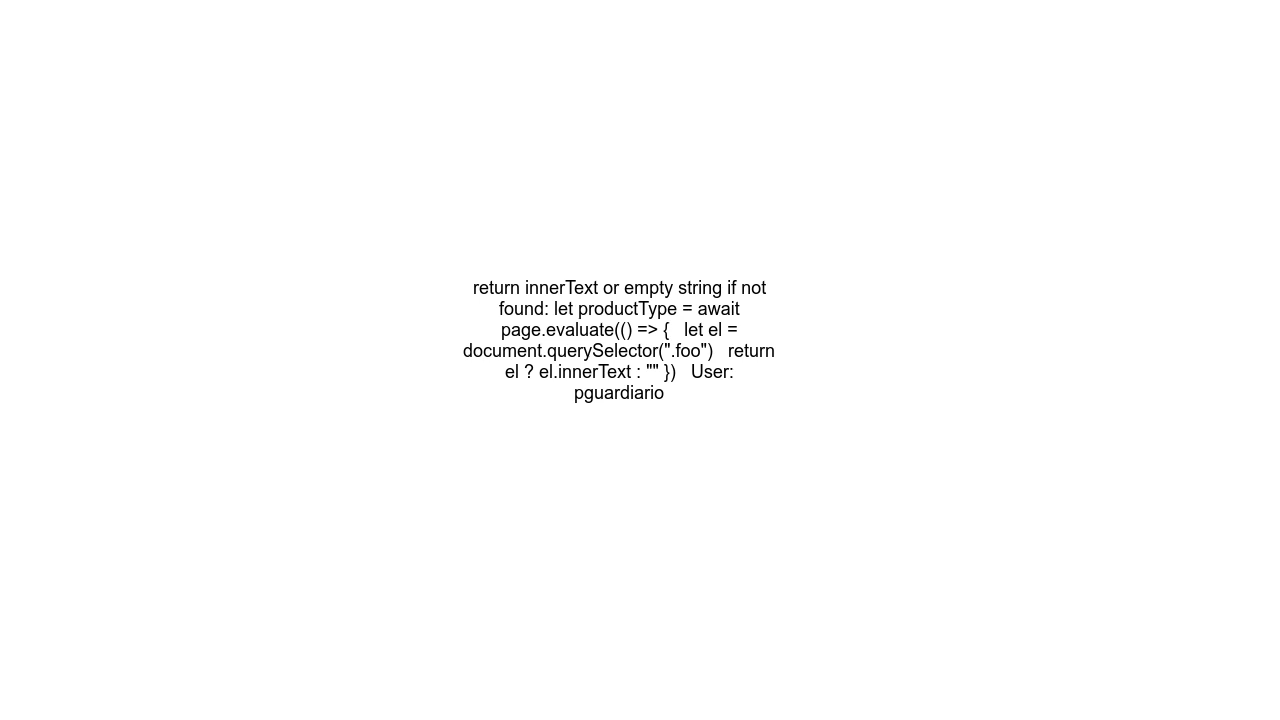 return innerText or empty string if not
found: let productType = await
page.evaluate(() => {   let el =
document.querySelector(".foo")   return
el ? el.innerText : "" })   User:
pguardiario